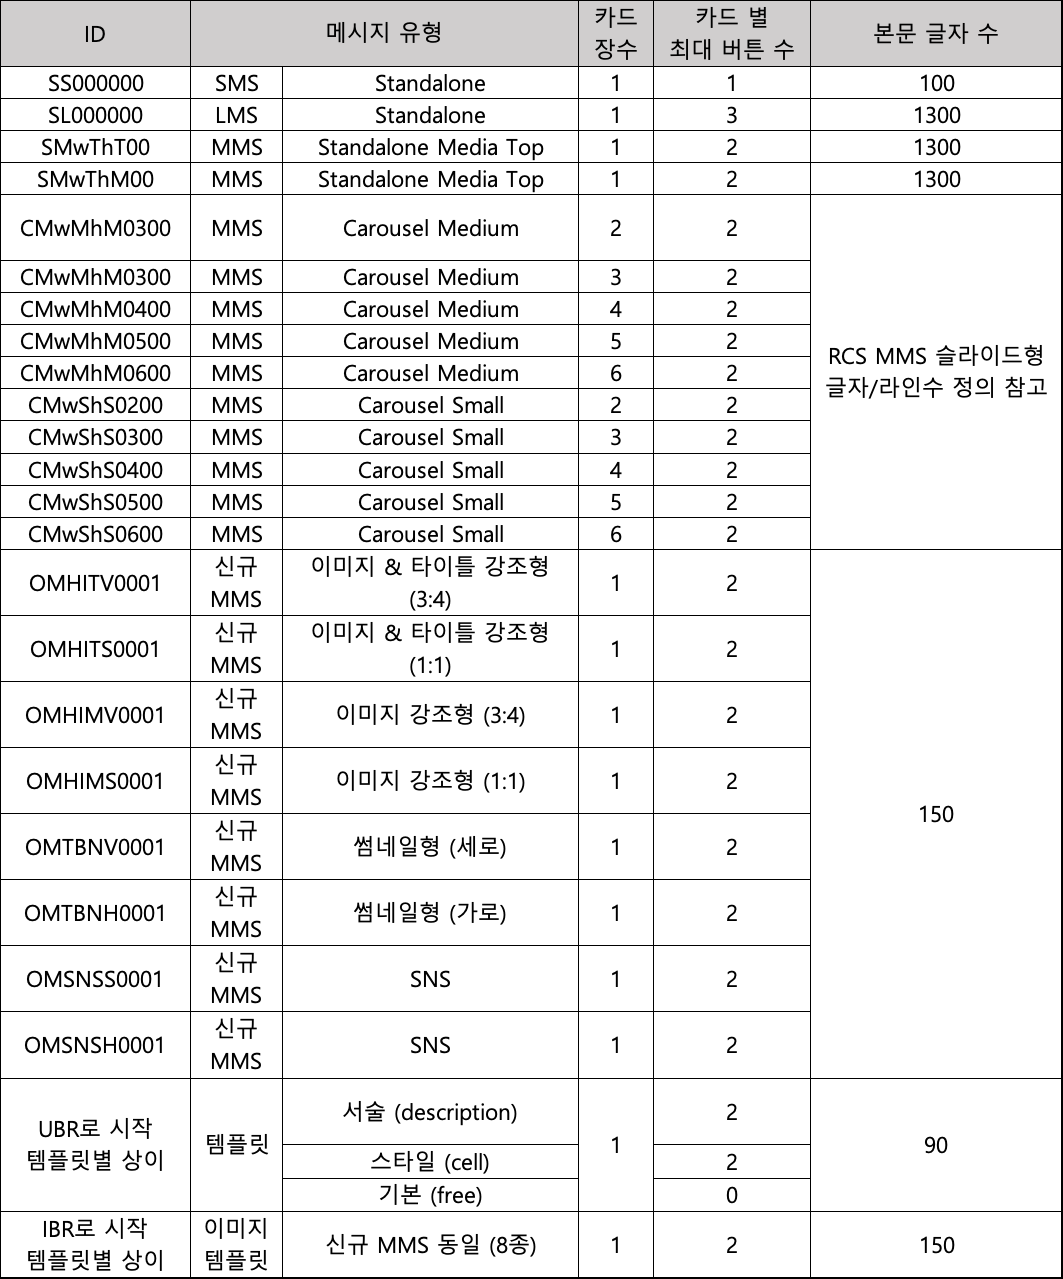 ID 메시지 유형 카드 장수 카드 별 최대 버튼 수 본문 글자 수
SS000000 SMS Standalone 1 1 100
SL000000 LMS Standalone 1 3 1300
SMwThT00 MMS Standalone Media Top 1 2 1300
SMwThM00 MMS Standalone Media Top 1 2 1300
CMwMhM0300 MMS Carousel Medium 2 2
CMwMhM0300 MMS Carousel Medium 3 2
CMwMhM0400 MMS Carousel Medium 4 2
CMwMhM0500 MMS Carousel Medium 5 2
RCS MMS 슬라이드형
글자/라인수 정의 참고
CMwMhM0600 MMS Carousel Medium 6 2
CMwShS0200 MMS Carousel Small 2 2
CMwShS0300 MMS Carousel Small 3 2
CMwShS0400 MMS Carousel Small 4 2
CMwShS0500 MMS Carousel Small 5 2
CMwShS0600 MMS Carousel Small 6 2
OMHITV0001 신규 MMS 이미지 & 타이틀 강조형 (3:4) 1 2
OMHITS0001 신규 MMS 이미지 & 타이틀 강조형 (1:1) 1 2
OMHIMV0001 신규 MMS 이미지 강조형 (3:4) 1 2
OMHIMS0001 신규 MMS 이미지 강조형 (1:1) 1 2
150
OMTBNV0001 신규 MMS 썸네일형 (세로) 1 2
OMTBNH0001 신규 MMS 썸네일형 (가로) 1 2
OMSNSS0001 신규 MMS SNS 1 2
OMSNSH0001 신규 MMS SNS 1 2
UBR로 시작
템플릿별 상이
템플릿
서술 (description) 2
스타일 (cell) 2
기본 (free) 0
1
90
IBR로 시작
템플릿별 상이
이미지
템플릿
신규 MMS 동일 (8종) 1 2 150